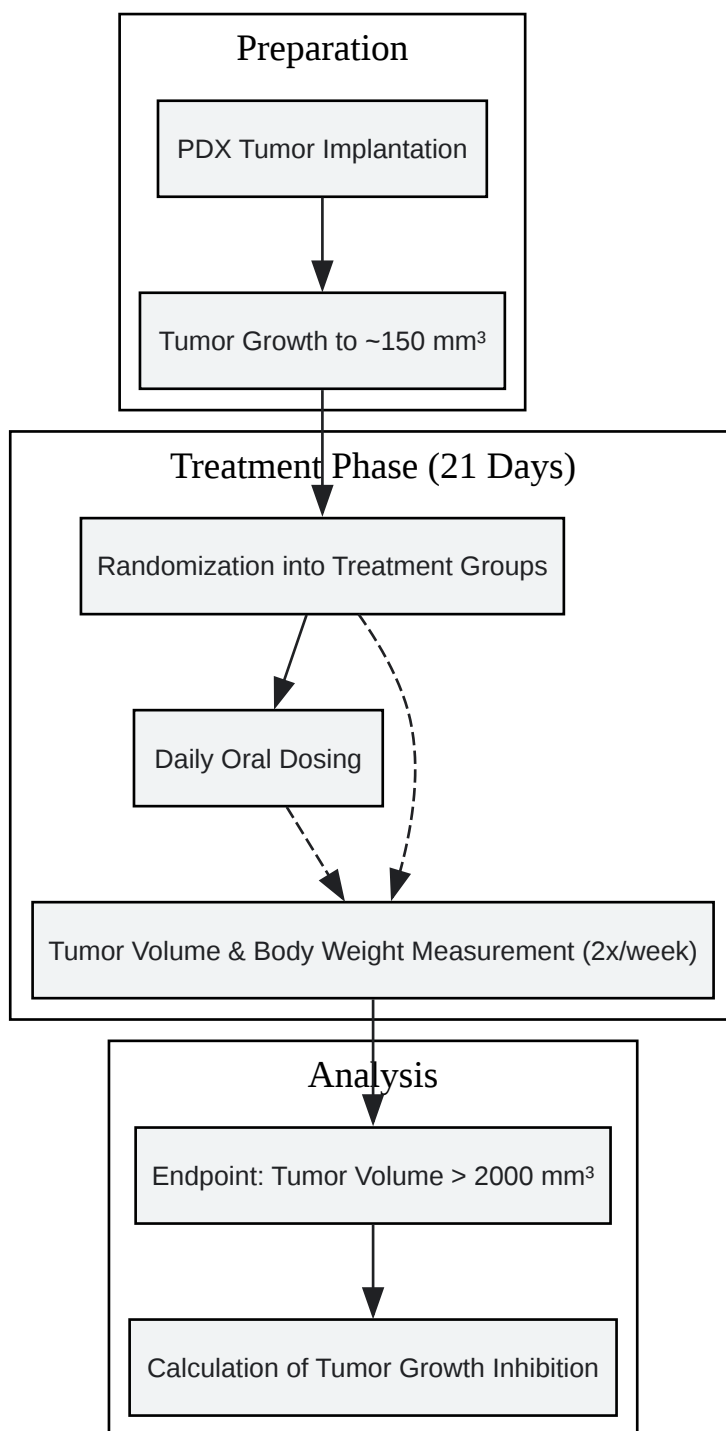 Preparation
PDX Tumor Implantation
Tumor Growth to ~150 mm³
Treatment Phase (21 Days)
Randomization into Treatment Groups
Daily Oral Dosing
Tumor Volume & Body Weight Measurement (2x/week)
Analysis
Endpoint: Tumor Volume > 2000 mm³
Calculation of Tumor Growth Inhibition